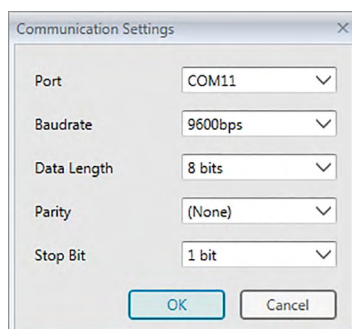 Communication Settings
Port COM11
Baudrate 9600bps
Data Length 8 bits
Parity (None)
Stop Bit 1 bit
OK Cancel